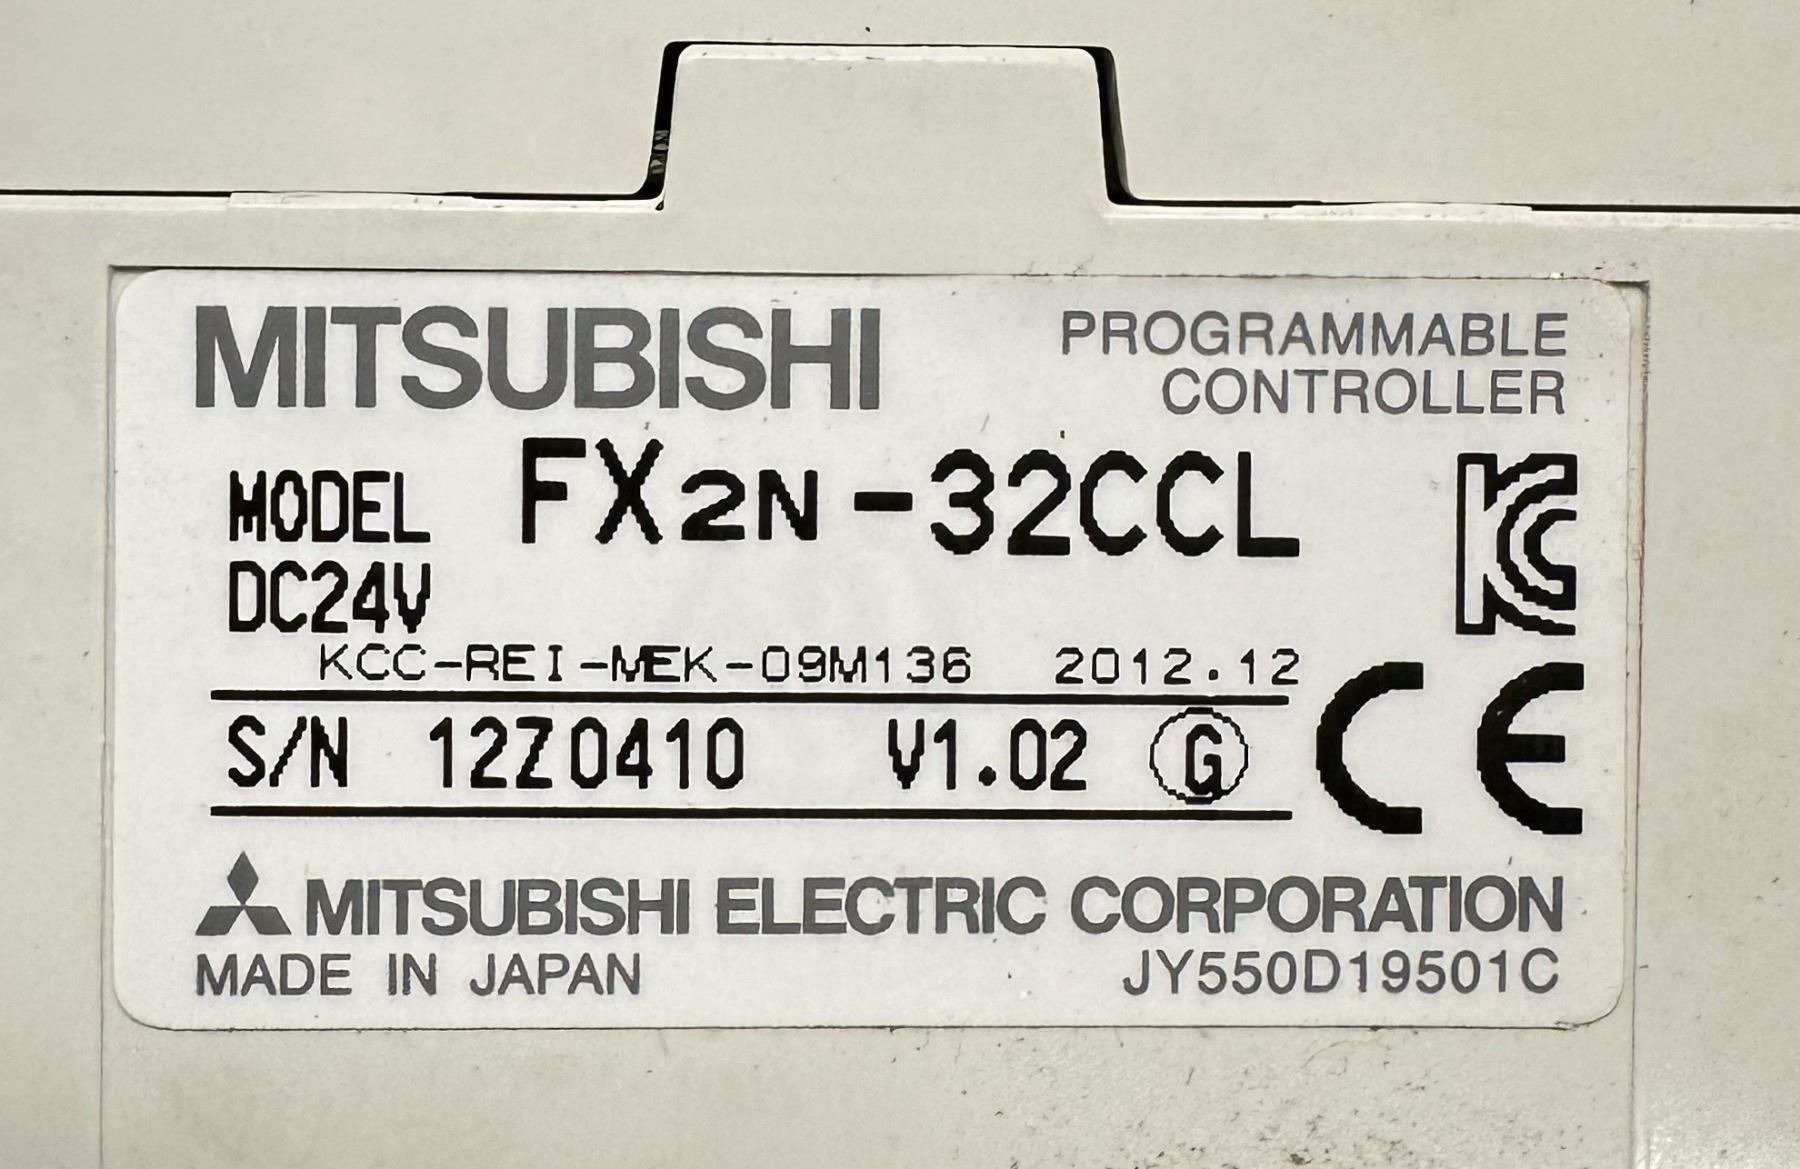 MITSUBISHI
PROGRAMMABLE
CONTROLLER
MODEL FX2N-32CCL
DC24V
KCC-REI-MEK-09M136 2012.12
S/N 12Z0410 V1.02 G
CE
MITSUBISHI ELECTRIC CORPORATION
MADE IN JAPAN JY550D19501C